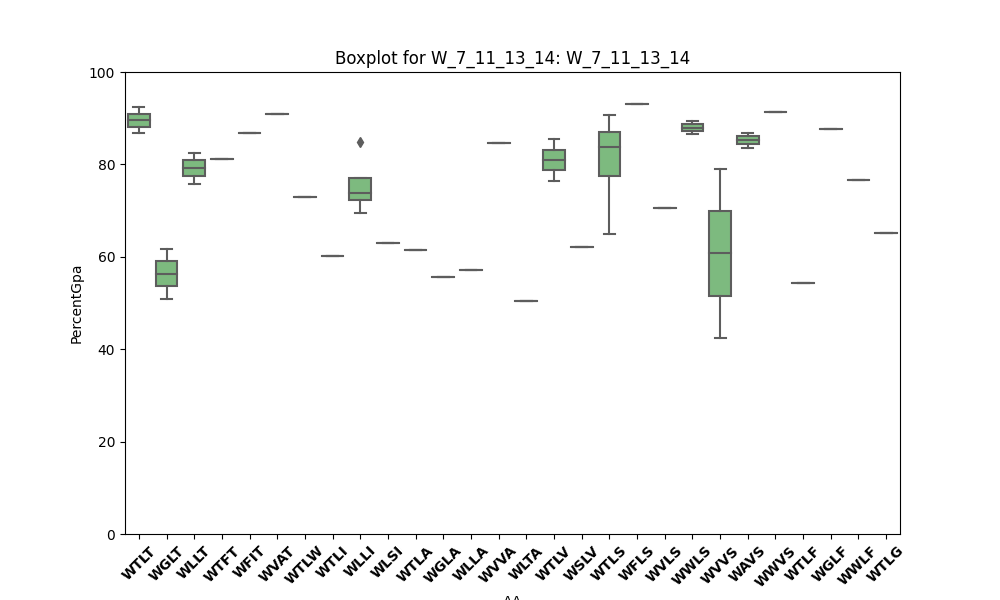 Boxplot for W_7_11_13_14: W_7_11_13_14
PercentGpa
100
80
60
40
20
0
WTLT
WGLT
WLLT
WTFT
WFIT
WVAT
WTLW
WTLI
WLLI
WLSI
WTLA
WGLA
WLLA
WVVA
WLTA
WTLV
WSLV
WTLS
WFLS
WVLS
WWLS
WVVS
WAVS
WWVS
WTLF
WGLF
WWLF
WTLG
AA